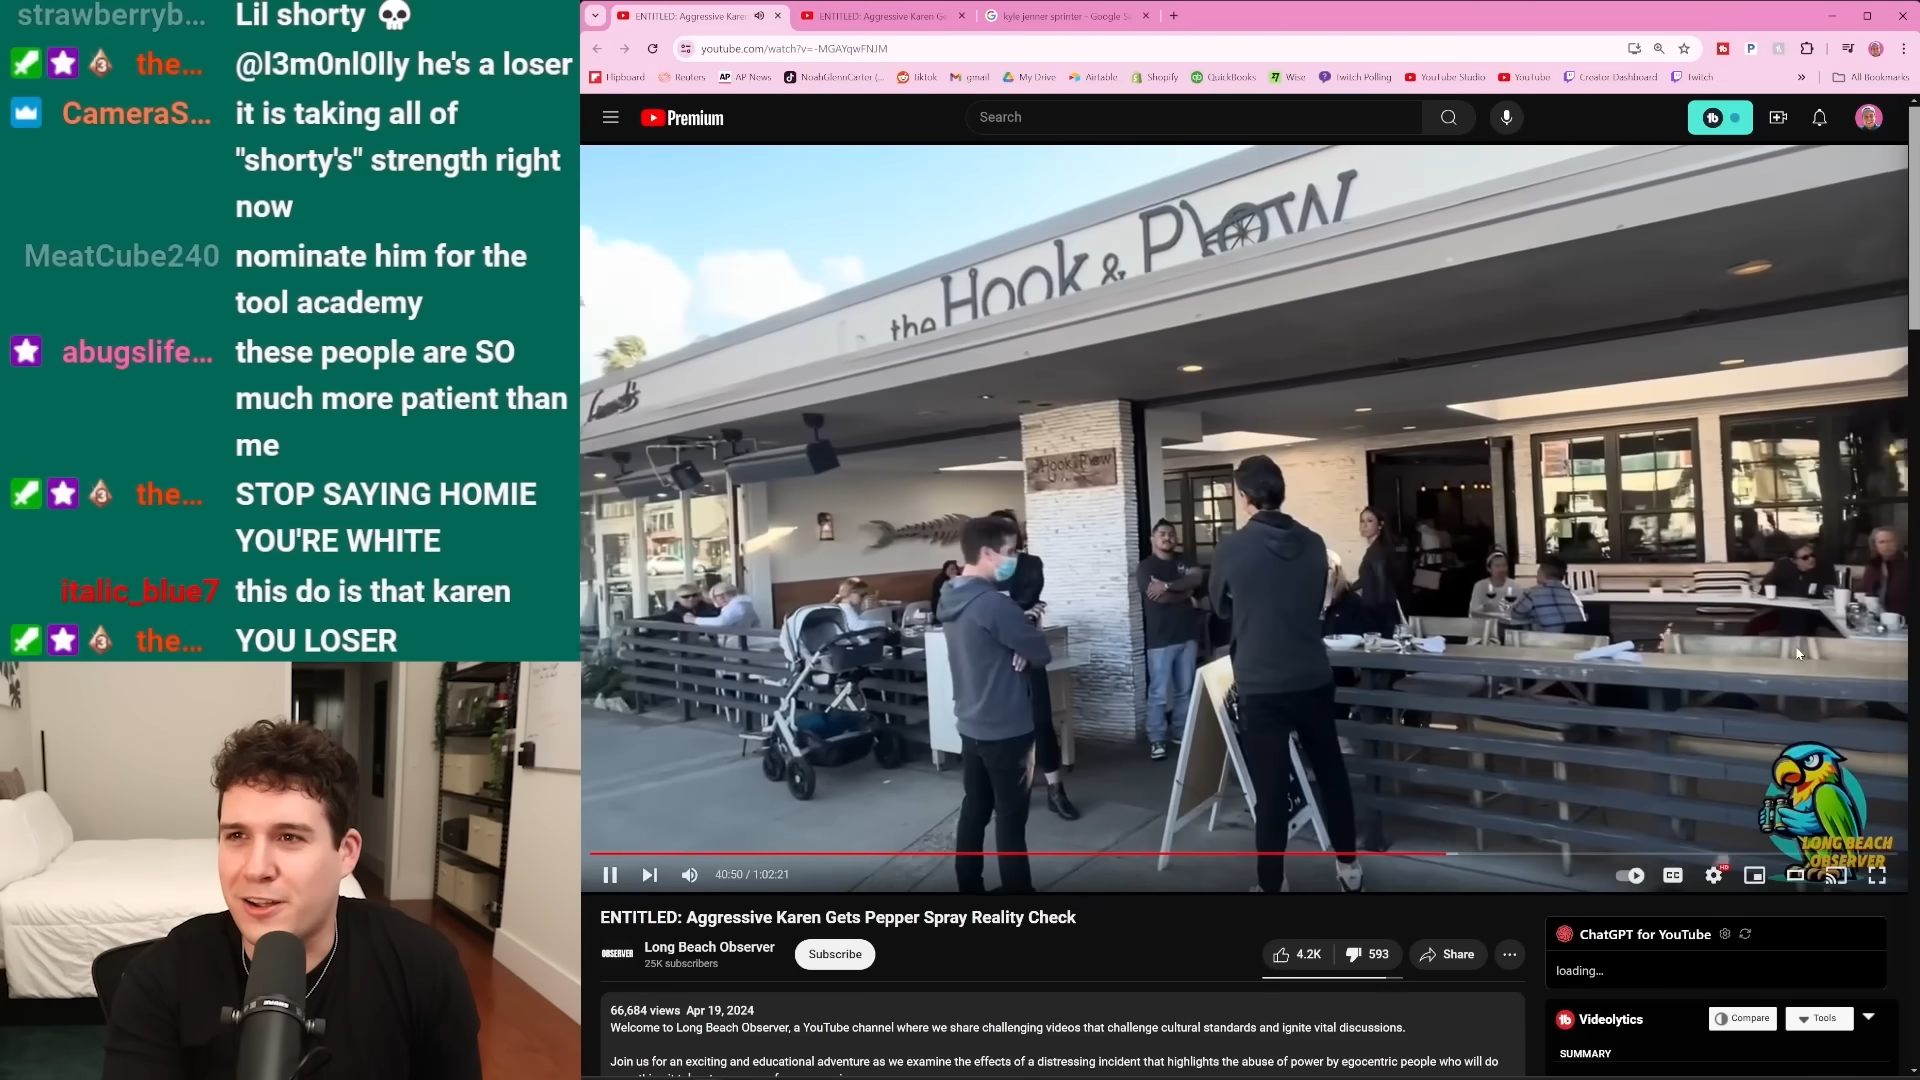 strawberryb... Lil shorty
the... @l3m0nl0lly he's a loser
CameraS... it is taking all of
"shorty's" strength right
now
MeatCube240 nominate him for the
tool academy
abugslife... these people are SO
much more patient than
me
the... STOP SAYING HOMIE
YOU'RE WHITE
italic_blue7 this do is that karen
the... YOU LOSER
ENTITLED: Aggressive Karen
ENTITLED: Aggressive Karen Ge
kyle jenner sprinter - Google S
youtube.com/watch?v=-MGAYqwFNJM
Flipboard Reuters AP News NoahGlennCarter (... tiktok gmail My Drive Airtable Shopify QuickBooks Wise Twitch Polling YouTube Studio YouTube Creator Dashboard Twitch » All Bookmarks
Premium
Search
the Hook & Plow
Hook & Plow
LONG BEACH
OBSERVER
40:50 / 1:02:21
CC
HD
ENTITLED: Aggressive Karen Gets Pepper Spray Reality Check
OBSERVER
Long Beach Observer
25K subscribers
Subscribe
4.2K
593
Share
66,684 views Apr 19, 2024
Welcome to Long Beach Observer, a YouTube channel where we share challenging videos that challenge cultural standards and ignite vital discussions.
Join us for an exciting and educational adventure as we examine the effects of a distressing incident that highlights the abuse of power by egocentric people who will do
ChatGPT for YouTube
loading...
Videolytics
Compare
Tools
SUMMARY